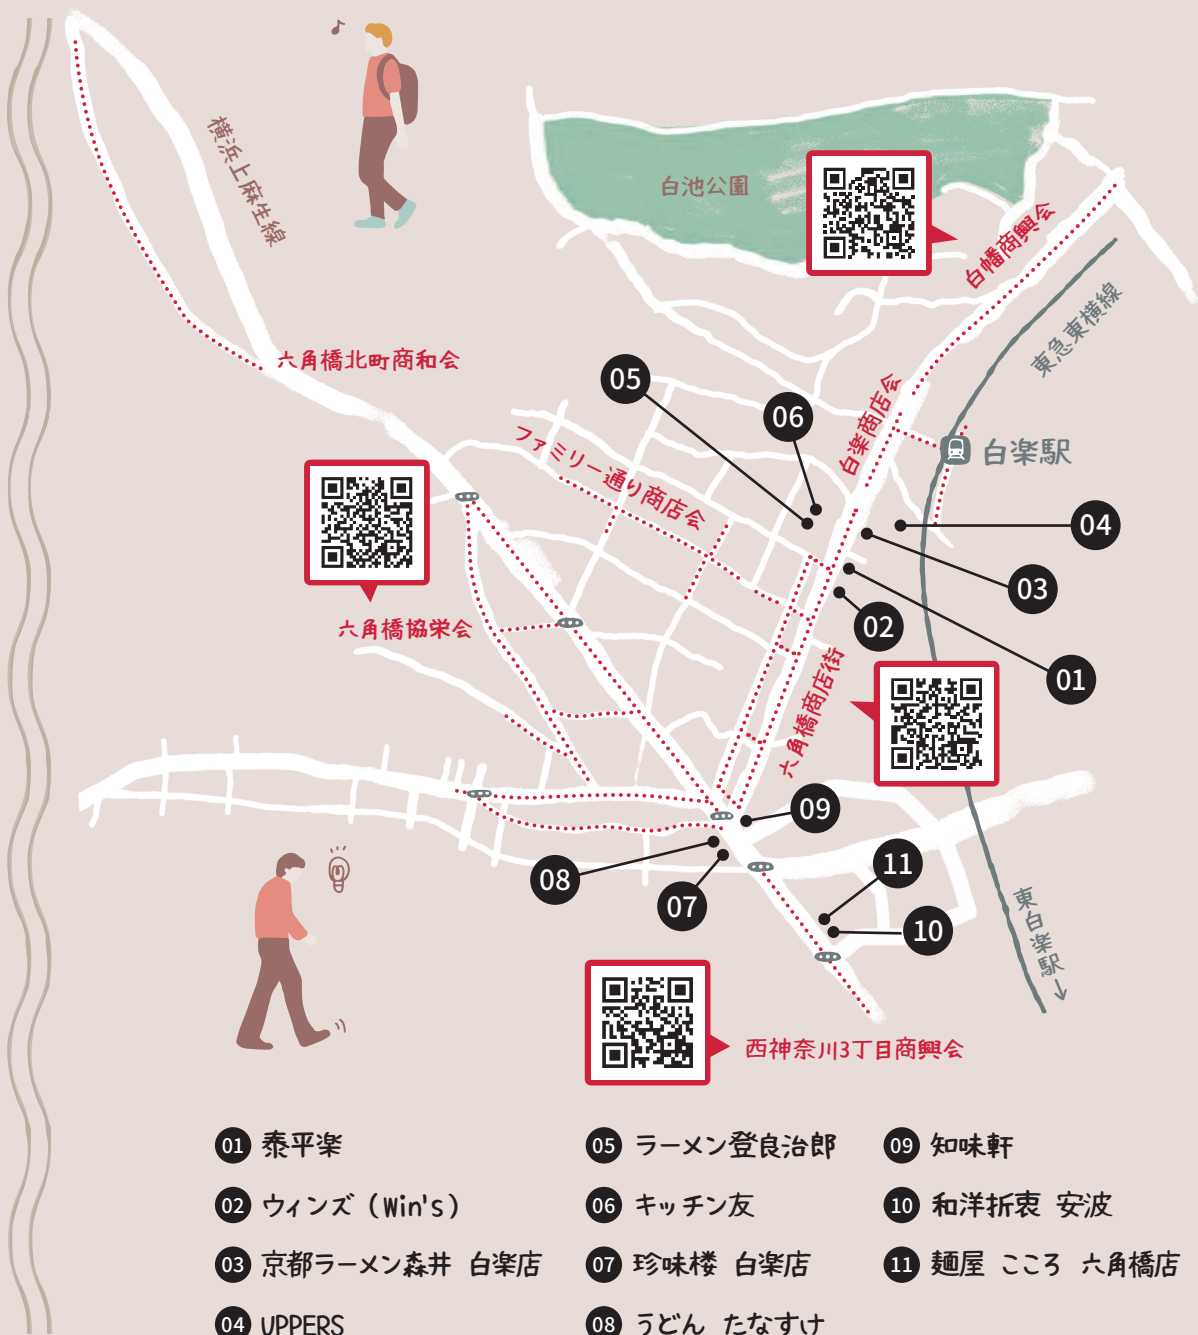 横浜上麻生線
白池公園
白幡商興会
東急東横線
六角橋北町商和会
白楽商店会
05
06
ファミリー通り商店会
白楽駅
04
03
02
01
六角橋協栄会
六角橋商店街
09
08
07
11
10
東白楽駅↓
西神奈川3丁目商興会
01 泰平楽
02 ウィンズ (Win's)
03 京都ラーメン森井 白楽店
04 UPPERS
05 ラーメン登良治郎
06 キッチン友
07 珍味楼 白楽店
08 うどん たなすけ
09 知味軒
10 和洋折衷 安波
11 麺屋 こころ 六角橋店